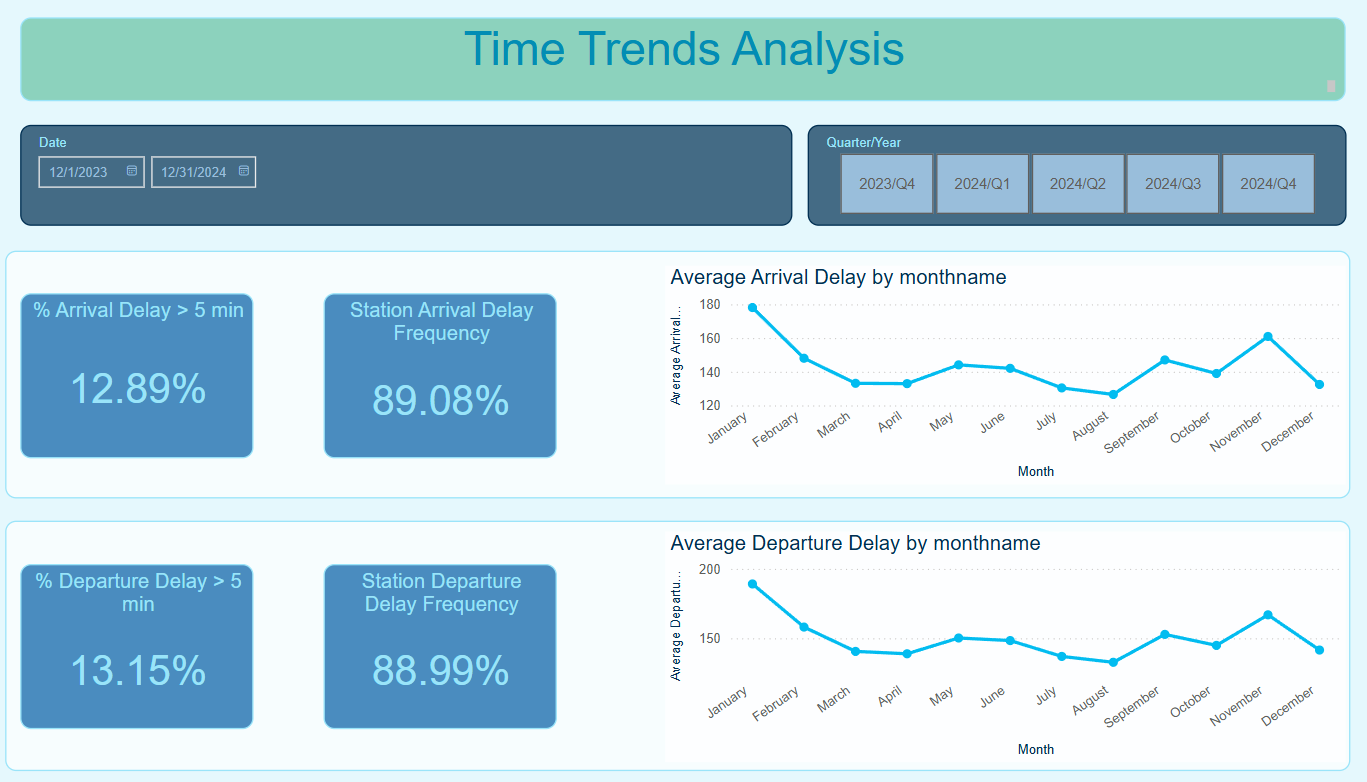 Time Trends Analysis
Date
12/1/2023 12/31/2024
Quarter/Year
2023/Q4 2024/Q1 2024/Q2 2024/Q3 2024/Q4
% Arrival Delay > 5 min
12.89%
Station Arrival Delay
Frequency
89.08%
Average Arrival Delay by monthname
Average Arrival...
180
160
140
120
January February March April May June July August September October November December
Month
% Departure Delay > 5
min
13.15%
Station Departure
Delay Frequency
88.99%
Average Departure Delay by monthname
Average Departu...
200
150
January February March April May June July August September October November December
Month